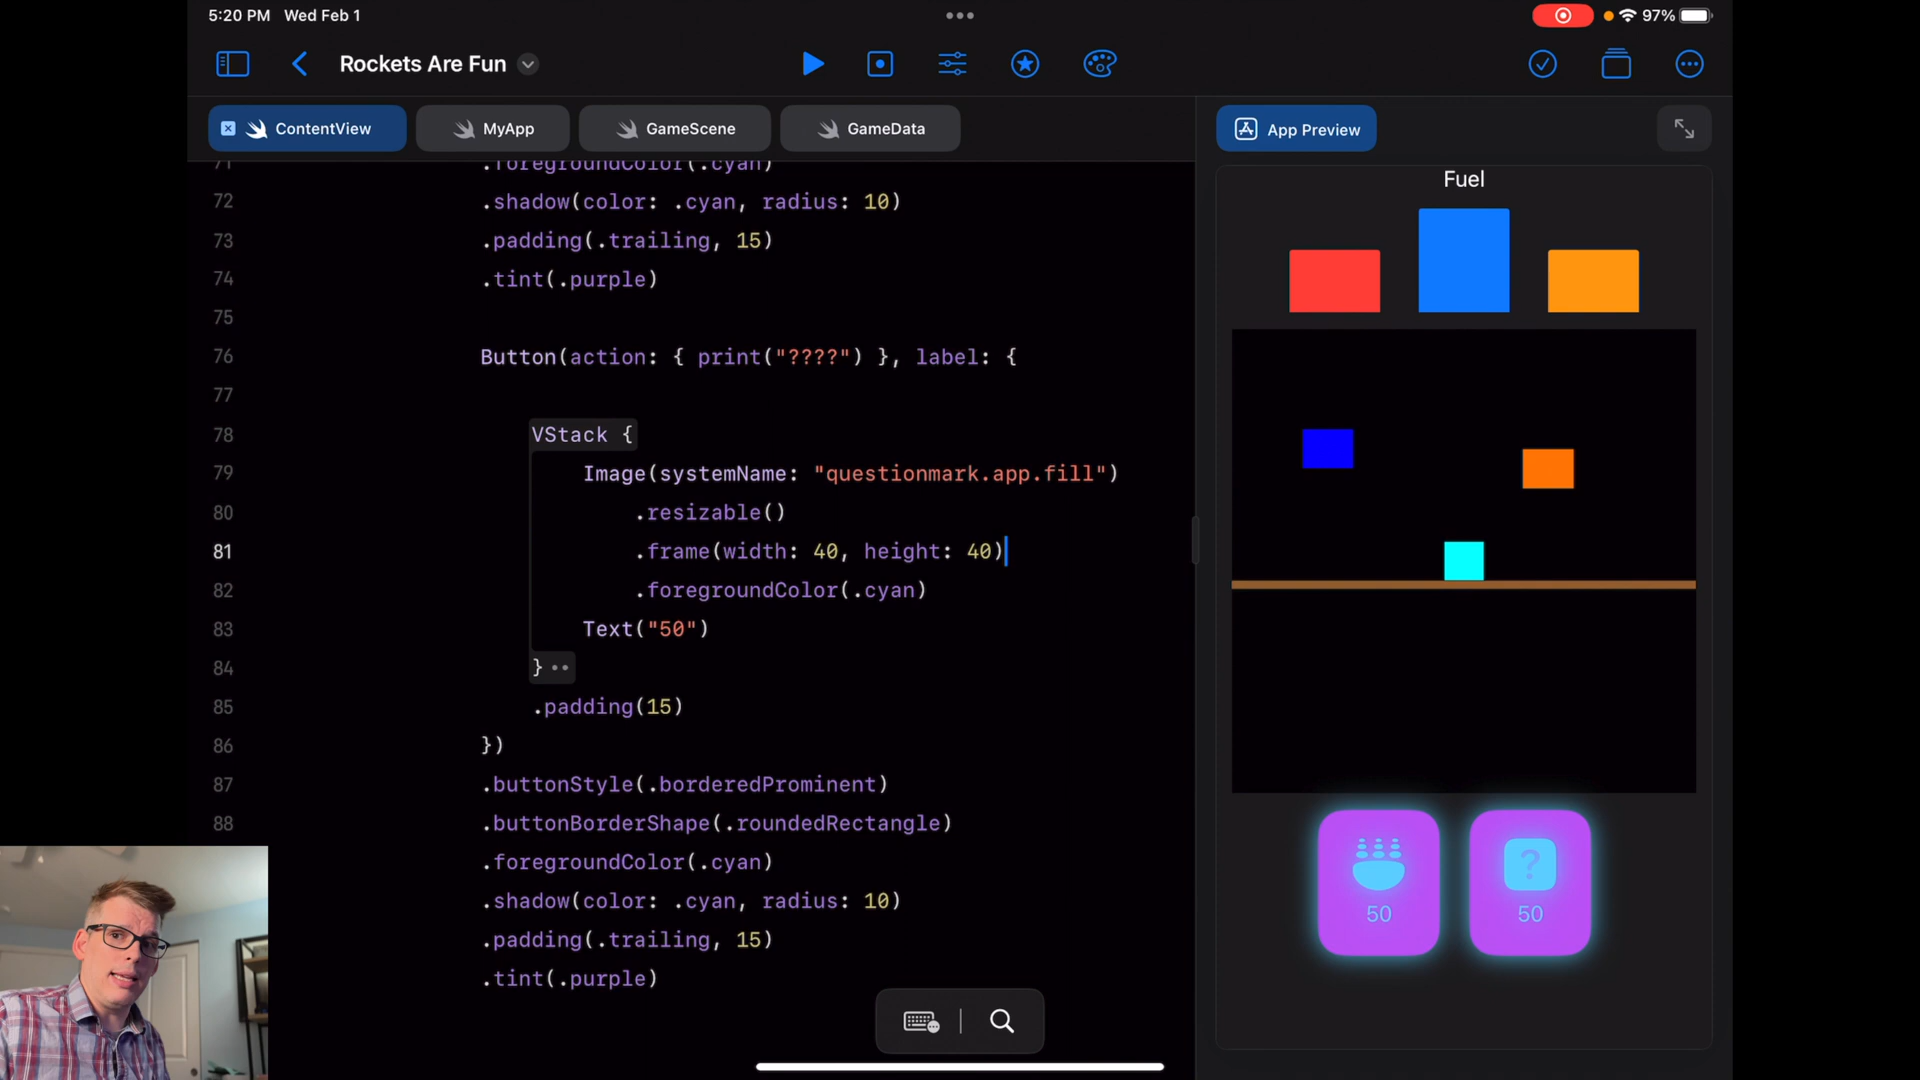 5:20 PM Wed Feb 1
97%
Rockets Are Fun
ContentView
MyApp
GameScene
GameData
App Preview
71 .foregroundColor(.cyan)
72 .shadow(color: .cyan, radius: 10)
73 .padding(.trailing, 15)
74 .tint(.purple)
75
76 Button(action: { print("????") }, label: {
77
78 VStack {
79 Image(systemName: "questionmark.app.fill")
80 .resizable()
81 .frame(width: 40, height: 40)
82 .foregroundColor(.cyan)
83 Text("50")
84 }
85 .padding(15)
86 })
87 .buttonStyle(.borderedProminent)
88 .buttonBorderShape(.roundedRectangle)
.foregroundColor(.cyan)
.shadow(color: .cyan, radius: 10)
.padding(.trailing, 15)
.tint(.purple)
Fuel
?
50
50